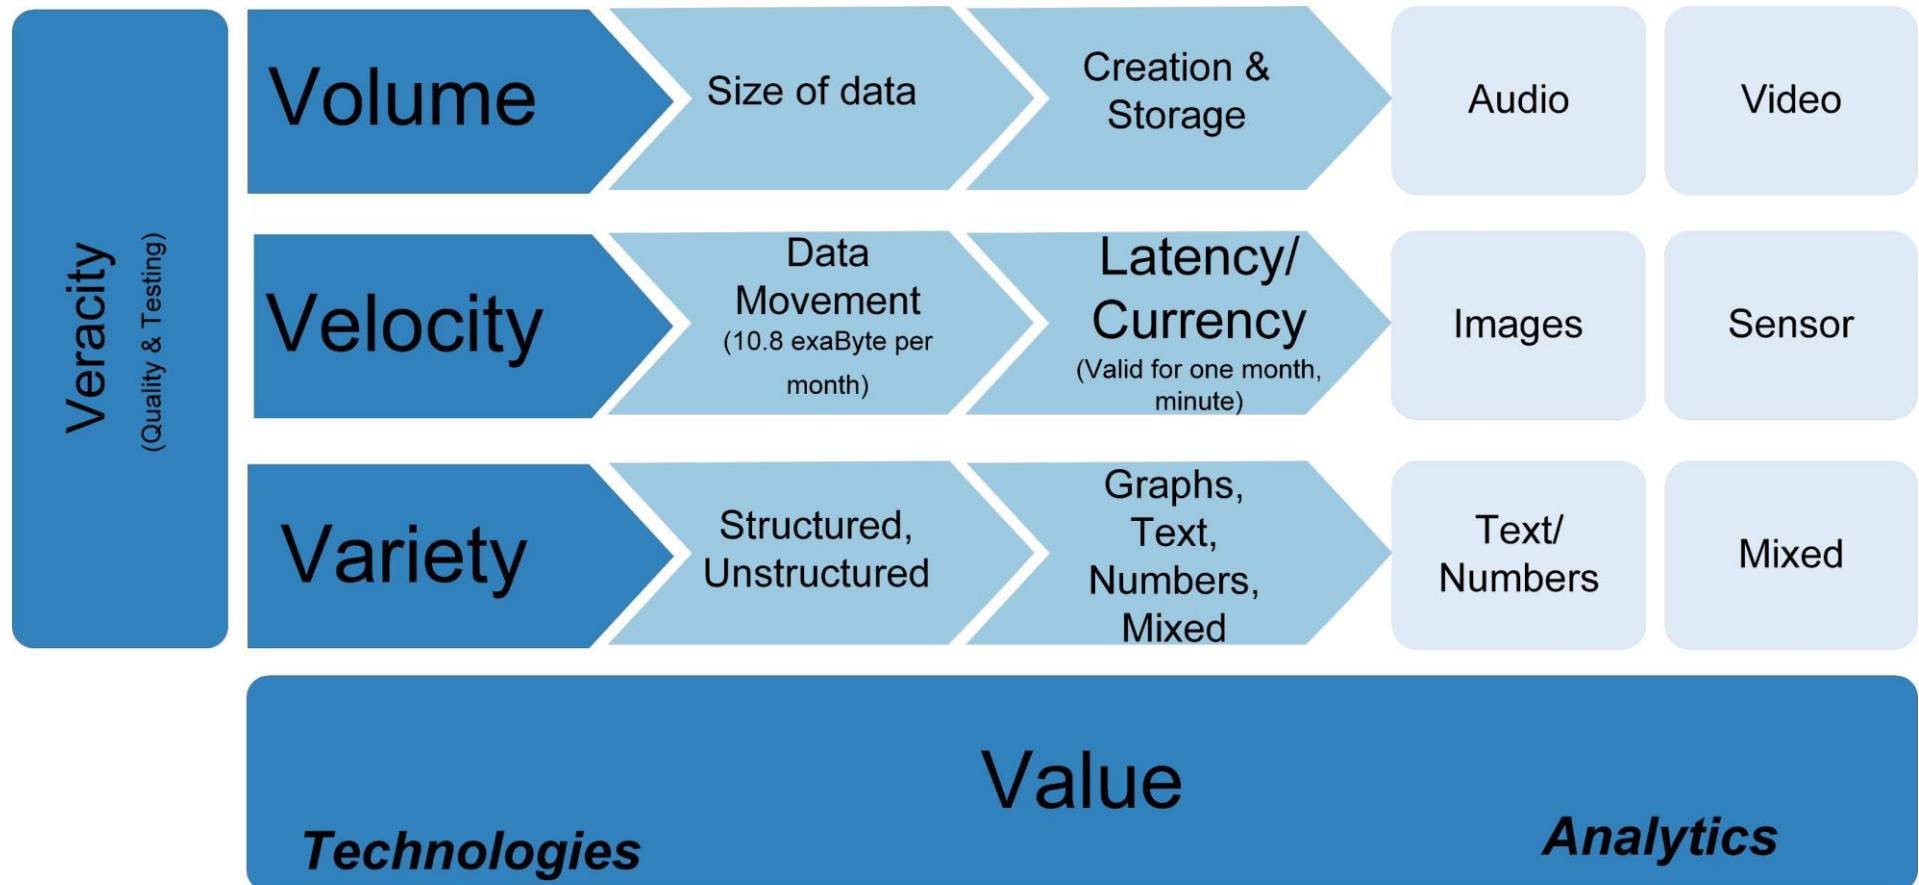 Veracity
(Quality & Testing)
Volume
Size of data
Creation &
Storage
Audio
Video
Velocity
Data
Movement
(10.8 exaByte per
month)
Latency/
Currency
(Valid for one month,
minute)
Images
Sensor
Variety
Structured,
Unstructured
Graphs,
Text,
Numbers,
Mixed
Text/
Numbers
Mixed
Value
Technologies
Analytics